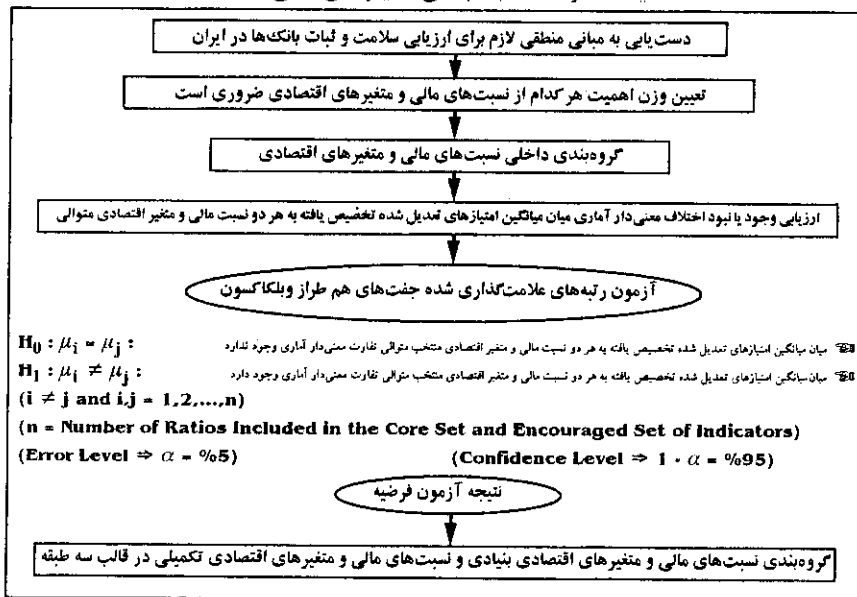 دست‌یابی به مبانی منطقی لازم برای ارزیابی سلامت و ثبات بانک‌ها در ایران
تعیین وزن اهمیت هر کدام از نسبت‌های مالی و متغیرهای اقتصادی ضروری است
گروه‌بندی داخلی نسبت‌های مالی و متغیرهای اقتصادی
ارزیابی وجود یا نبود اختلاف معنی‌دار آماری میان میانگین امتیازهای تعدیل شده تخصیص یافته به هر دو نسبت مالی و متغیر اقتصادی متوالی
آزمون رتبه‌های علامت‌گذاری شده جفت‌های هم طراز ویلکاکسون
H0 : μi = μj : میان میانگین امتیازهای تعدیل شده تخصیص یافته به هر دو نسبت مالی و متغیر اقتصادی منتخب متوالی تفاوت معنی‌دار آماری وجود ندارد
H1 : μi ≠ μj : میان میانگین امتیازهای تعدیل شده تخصیص یافته به هر دو نسبت مالی و متغیر اقتصادی منتخب متوالی تفاوت معنی‌دار آماری وجود دارد
(i ≠ j and i,j = 1,2,...,n)
(n = Number of Ratios Included in the Core Set and Encouraged Set of Indicators)
(Error Level ⇒ α = %5) (Confidence Level ⇒ 1 - α = %95)
نتیجه آزمون فرضیه
گروه‌بندی نسبت‌های مالی و متغیرهای اقتصادی بنیادی و نسبت‌های مالی و متغیرهای اقتصادی تکمیلی در قالب سه طبقه